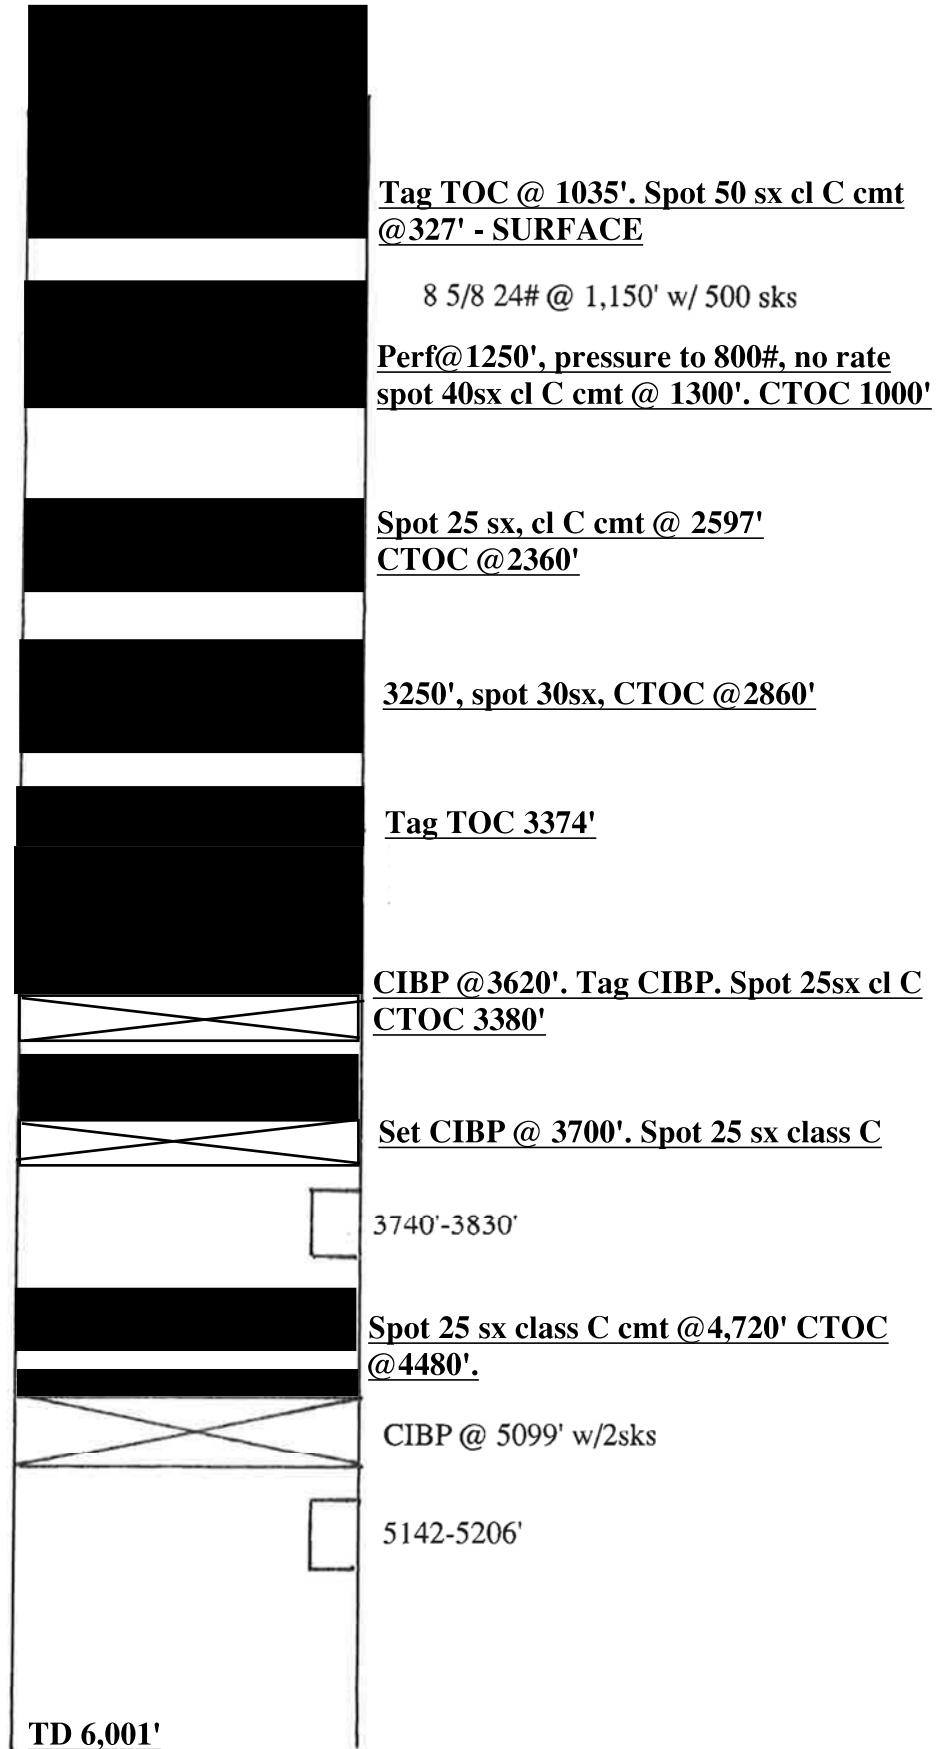 Tag TOC @ 1035'. Spot 50 sx cl C cmt
@327' - SURFACE
8 5/8 24# @ 1,150' w/ 500 sks
Perf@1250', pressure to 800#, no rate
spot 40sx cl C cmt @ 1300'. CTOC 1000'
Spot 25 sx, cl C cmt @ 2597'
CTOC @2360'
3250', spot 30sx, CTOC @2860'
Tag TOC 3374'
CIBP @3620'. Tag CIBP. Spot 25sx cl C
CTOC 3380'
Set CIBP @ 3700'. Spot 25 sx class C
3740'-3830'
Spot 25 sx class C cmt @4,720' CTOC
@4480'.
CIBP @ 5099' w/2sks
5142-5206'
TD 6,001'